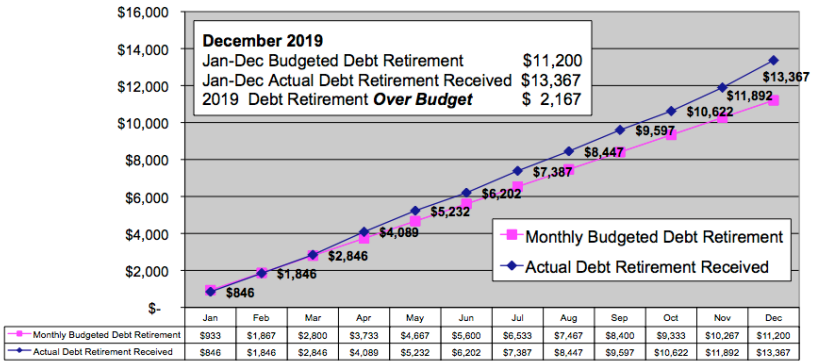 $16,000
$14,000
$12,000
$10,000
$8,000
$6,000
$4,000
$2,000
$-
December 2019
Jan-Dec Budgeted Debt Retirement $11,200
Jan-Dec Actual Debt Retirement Received $13,367
2019 Debt Retirement Over Budget $ 2,167
$846
$1,846
$2,846
$4,089
$5,232
$6,202
$7,387
$8,447
$9,597
$10,622
$11,892
$13,367
Monthly Budgeted Debt Retirement
Actual Debt Retirement Received
Jan Feb Mar Apr May Jun Jul Aug Sep Oct Nov Dec
Monthly Budgeted Debt Retirement $933 $1,867 $2,800 $3,733 $4,667 $5,600 $6,533 $7,467 $8,400 $9,333 $10,267 $11,200
Actual Debt Retirement Received $846 $1,846 $2,846 $4,089 $5,232 $6,202 $7,387 $8,447 $9,597 $10,622 $11,892 $13,367